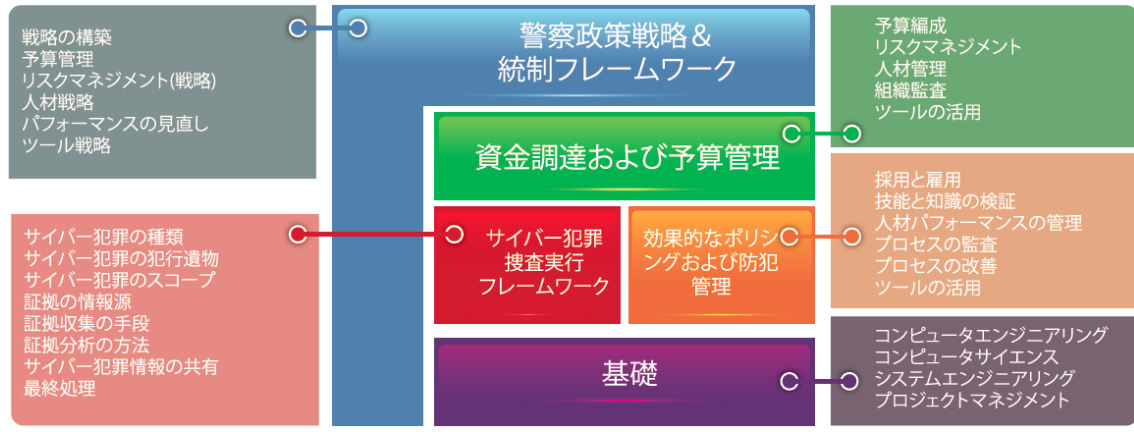 戦略の構築
予算管理
リスクマネジメント(戦略)
人材戦略
パフォーマンスの見直し
ツール戦略
警察政策戦略&
統制フレームワーク
予算編成
リスクマネジメント
人材管理
組織監査
ツールの活用
資金調達および予算管理
サイバー犯罪の種類
サイバー犯罪の犯行遺物
サイバー犯罪のスコープ
証拠の情報源
証拠収集の手段
証拠分析の方法
サイバー犯罪情報の共有
最終処理
サイバー犯罪
捜査実行
フレームワーク
効果的なポリシ
ングおよび防犯
管理
採用と雇用
技能と知識の検証
人材パフォーマンスの管理
プロセスの監査
プロセスの改善
ツールの活用
基礎
コンピュータエンジニアリング
コンピュータサイエンス
システムエンジニアリング
プロジェクトマネジメント